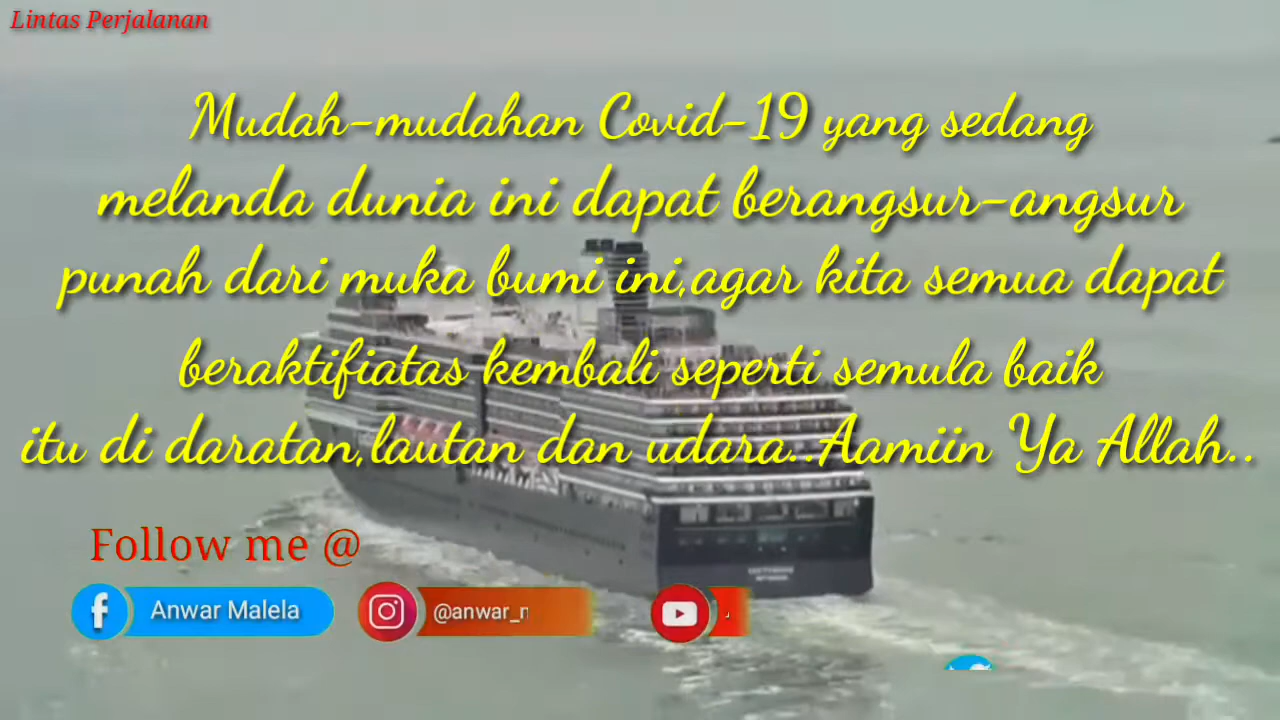 Lintas Perjalanan
Mudah-mudahan Covid-19 yang sedang
melanda dunia ini dapat berangsur-angsur
punah dari muka bumi ini,agar kita semua dapat
beraktifiatas kembali seperti semula baik
itu di daratan,lautan dan udara..Aamiin Ya Allah..
Follow me @
Anwar Malela